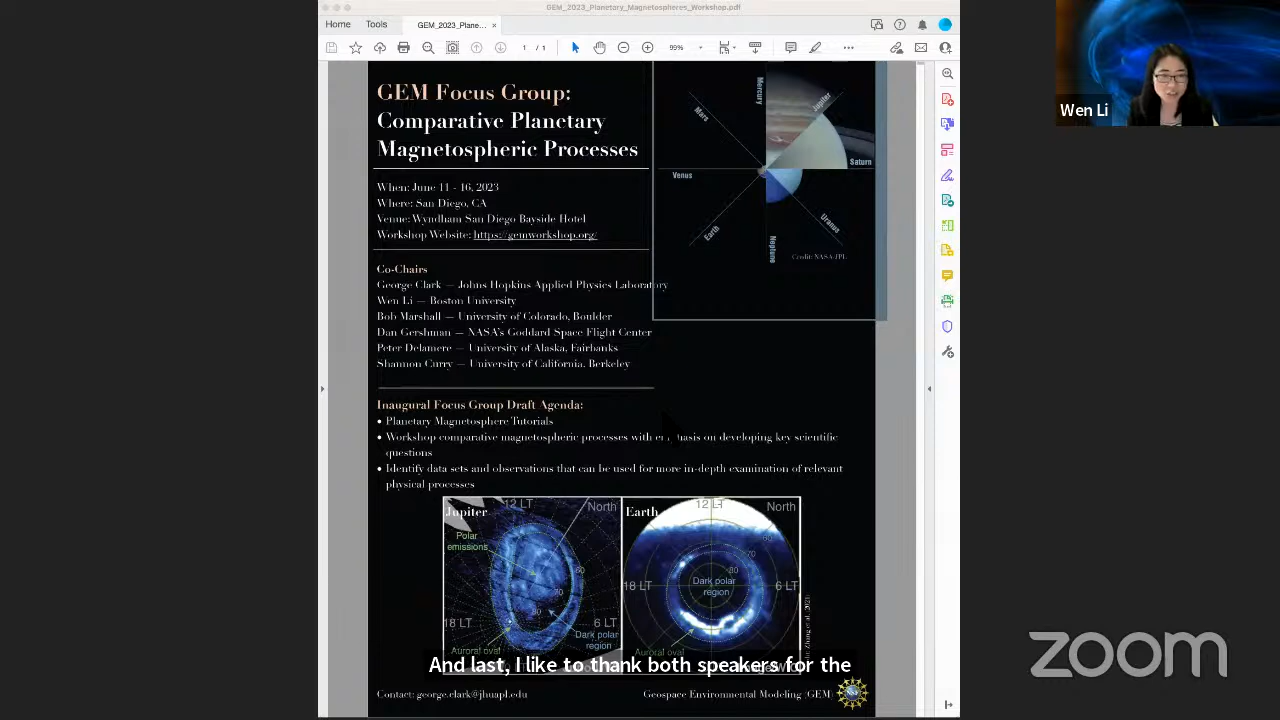 GEM_2023_Planetary_Magnetospheres_Workshop.pdf
Home Tools GEM_2023_Plane... ×
1 / 1 99%
GEM Focus Group:
Comparative Planetary
Magnetospheric Processes
When: June 11 - 16, 2023
Where: San Diego, CA
Venue: Wyndham San Diego Bayside Hotel
Workshop Website: https://gemworkshop.org/
Mercury
Mars
Jupiter
Saturn
Venus
Earth
Uranus
Neptune
Credit: NASA/JPL
Co-Chairs
George Clark — Johns Hopkins Applied Physics Laboratory
Wen Li — Boston University
Bob Marshall — University of Colorado, Boulder
Dan Gershman — NASA's Goddard Space Flight Center
Peter Delamere — University of Alaska, Fairbanks
Shannon Curry — University of California, Berkeley
Inaugural Focus Group Draft Agenda:
• Planetary Magnetosphere Tutorials
• Workshop comparative magnetospheric processes with emphasis on developing key scientific
questions
• Identify data sets and observations that can be used for more in-depth examination of relevant
physical processes
Jupiter
12 LT
North
Polar
emissions
60
70
80
18 LT
6 LT
Dark polar
region
Auroral oval
Earth
12 LT
North
60
70
80
18 LT
Dark polar
region
6 LT
Auroral oval
And last, I like to thank both speakers for the
Contact: george.clark@jhuapl.edu
Geospace Environmental Modeling (GEM)
Wen Li
zoom